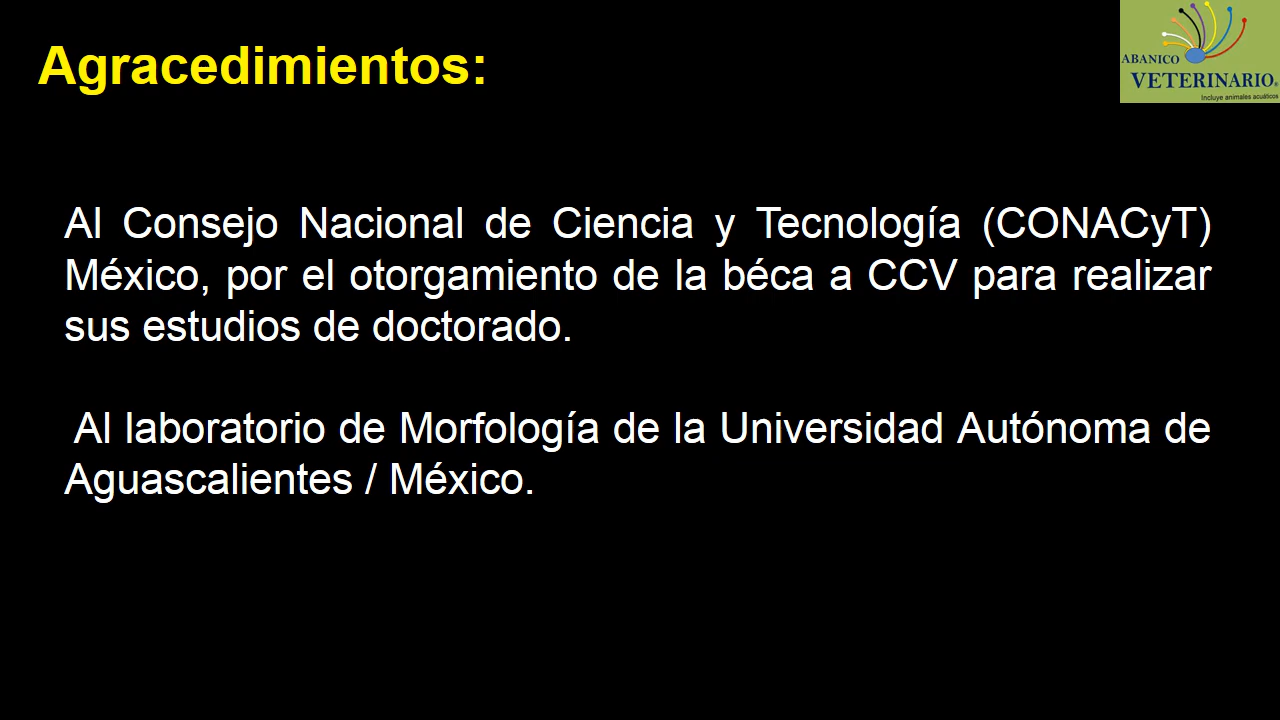 Agracedimientos:
ABANICO
VETERINARIO®
Incluye animales acuáticos
Al Consejo Nacional de Ciencia y Tecnología (CONACyT)
México, por el otorgamiento de la béca a CCV para realizar
sus estudios de doctorado.
Al laboratorio de Morfología de la Universidad Autónoma de
Aguascalientes / México.